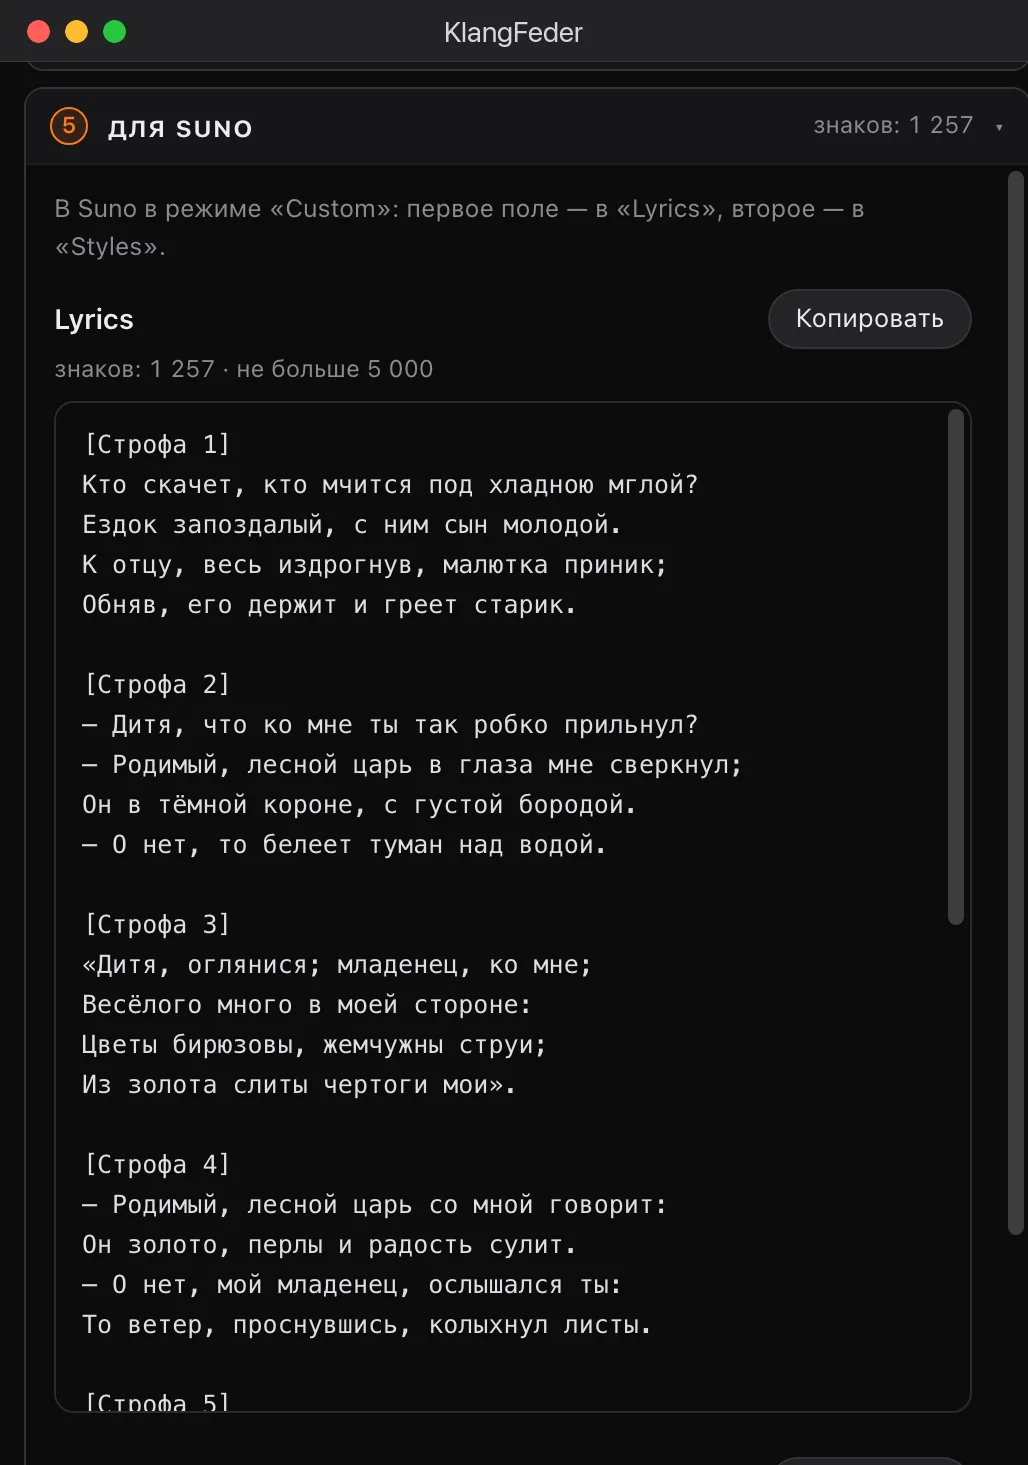 KlangFeder
5 ДЛЯ SUNO знаков: 1 257 ▾
В Suno в режиме «Custom»: первое поле — в «Lyrics», второе — в
«Styles».
Lyrics Копировать
знаков: 1 257 · не больше 5 000
[Строфа 1]
Кто скачет, кто мчится под хладною мглой?
Ездок запоздалый, с ним сын молодой.
К отцу, весь издрогнув, малютка приник;
Обняв, его держит и греет старик.

[Строфа 2]
— Дитя, что ко мне ты так робко прильнул?
— Родимый, лесной царь в глаза мне сверкнул;
Он в тёмной короне, с густой бородой.
— О нет, то белеет туман над водой.

[Строфа 3]
«Дитя, оглянися; младенец, ко мне;
Весёлого много в моей стороне:
Цветы бирюзовы, жемчужны струи;
Из золота слиты чертоги мои».

[Строфа 4]
— Родимый, лесной царь со мной говорит:
Он золото, перлы и радость сулит.
— О нет, мой младенец, ослышался ты:
То ветер, проснувшись, колыхнул листы.

[Строфа 5]